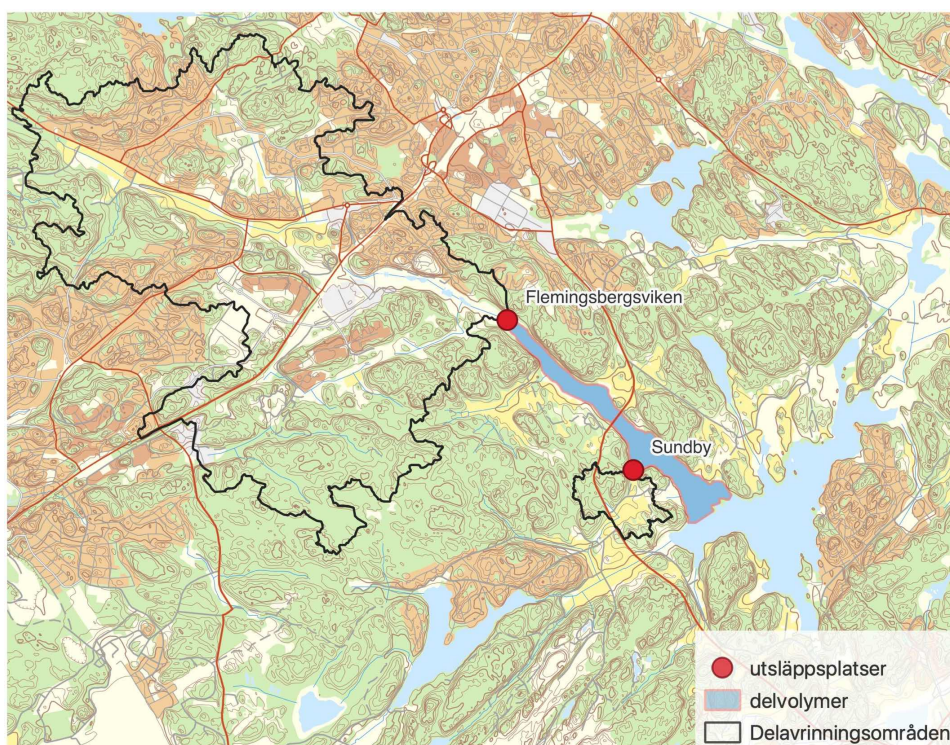 Flemingsbergsviken
Sundby
utsläppsplatser
delvolymer
Delavrinningsområden